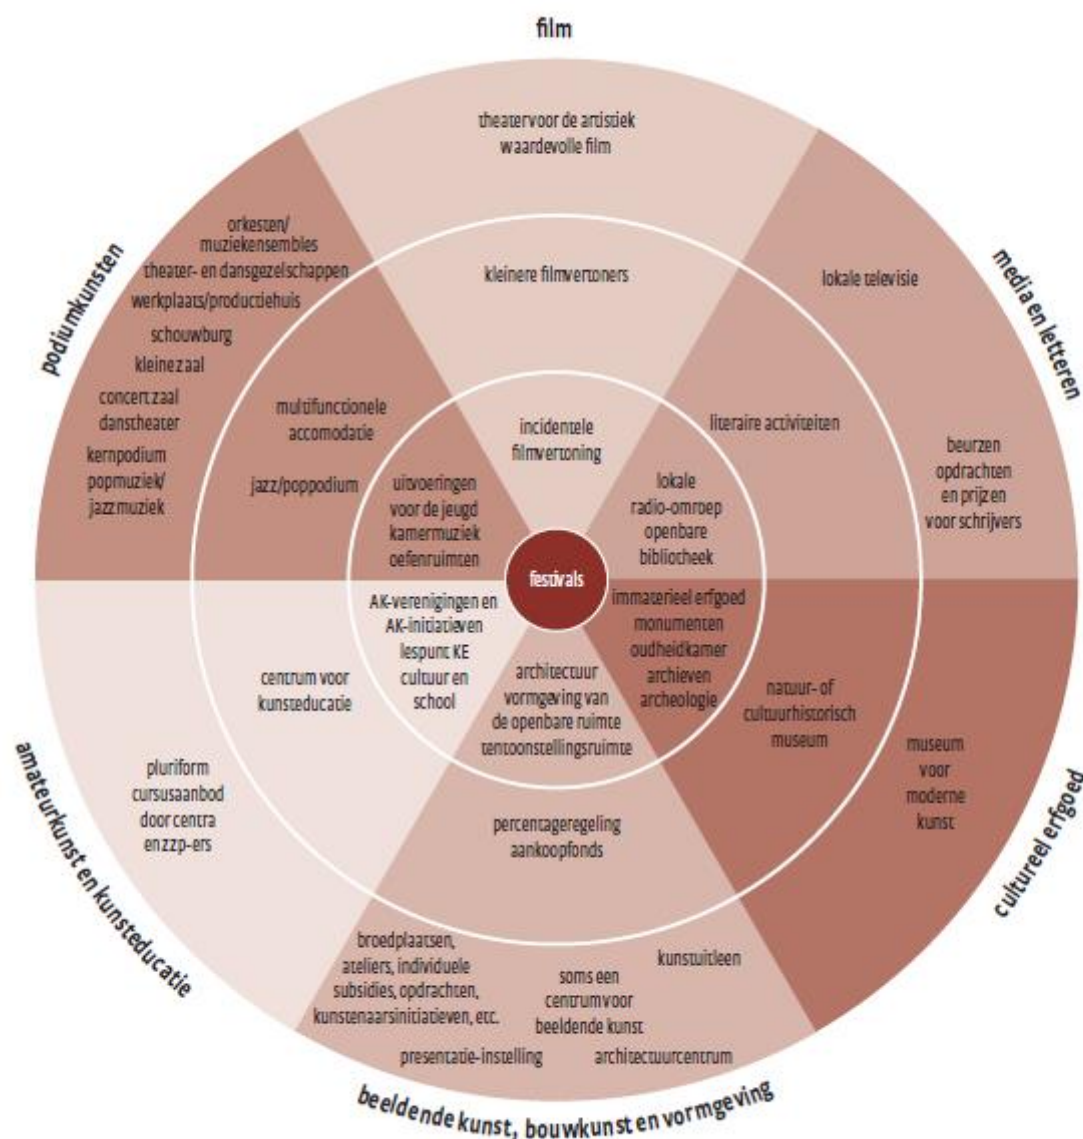 film
theater voor de artistiek
waardevolle film
kleinere filmvertoners
incidentele
filmvertoning
podiumkunsten
orkesten/
muziekensembles
theater- en dansgezelschappen
werkplaats/productiehuis
schouwburg
kleine zaal
concertzaal
danstheater
kernpodium
popmuziek/
jazzmuziek
multifunctionele
accomodatie
jazz/poppodium
uitvoeringen
voor de jeugd
kamermuziek
oefenruimten
media en letteren
lokale televisie
beurzen
opdrachten
en prijzen
voor schrijvers
literaire activiteiten
lokale
radio-omroep
openbare
bibliotheek
festivals
amateurkunst en kunsteducatie
AK-verenigingen en
AK-initiatieven
lespunt KE
cultuur en
school
centrum voor
kunsteducatie
pluriform
cursusaanbod
door centra
en zzp-ers
cultureel erfgoed
immaterieel erfgoed
monumenten
oudheidkamer
archieven
archeologie
natuur- of
cultuurhistorisch
museum
museum
voor
moderne
kunst
architectuur
vormgeving van
de openbare ruimte
tentoonstellingsruimte
percentageregeling
aankoopfonds
broedplaatsen,
ateliers, individuele
subsidies, opdrachten,
kunstenaarsinitiatieven, etc.
soms een
centrum voor
beeldende kunst
kunstuitleen
presentatie-instelling
architectuurcentrum
beeldende kunst, bouwkunst en vormgeving